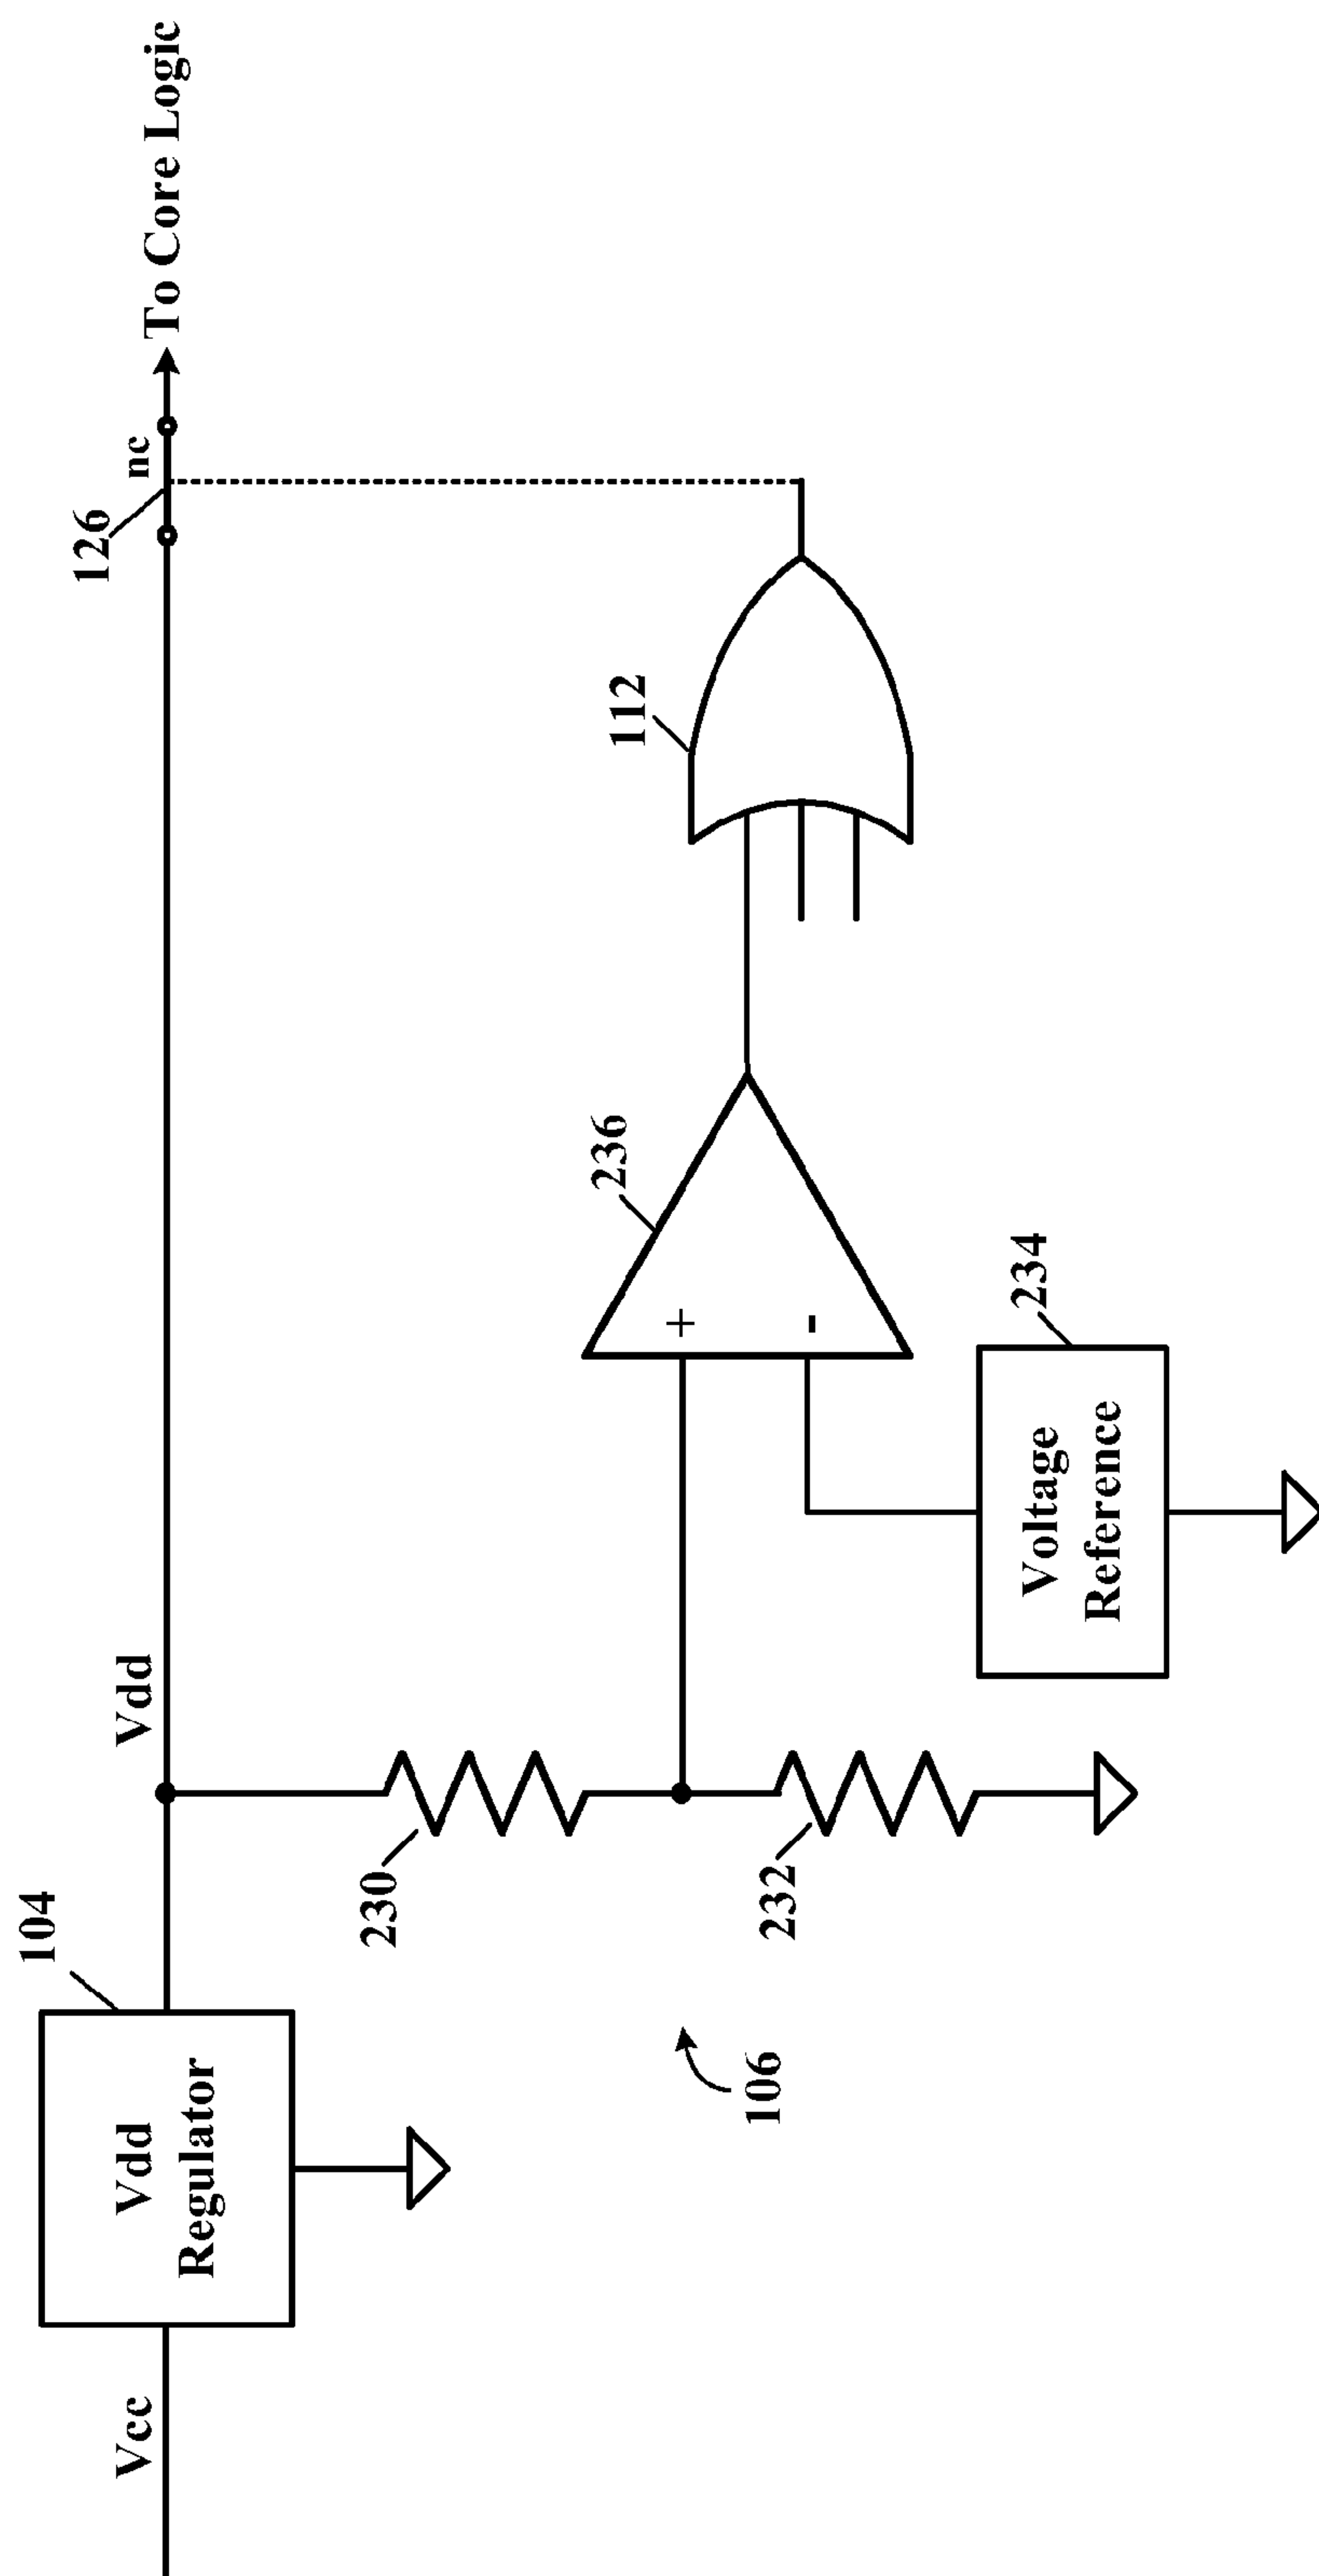 Vcc
Vdd
Regulator
104
Vdd
126
nc
To Core Logic
230
232
106
+
-
236
112
Voltage
Reference
234